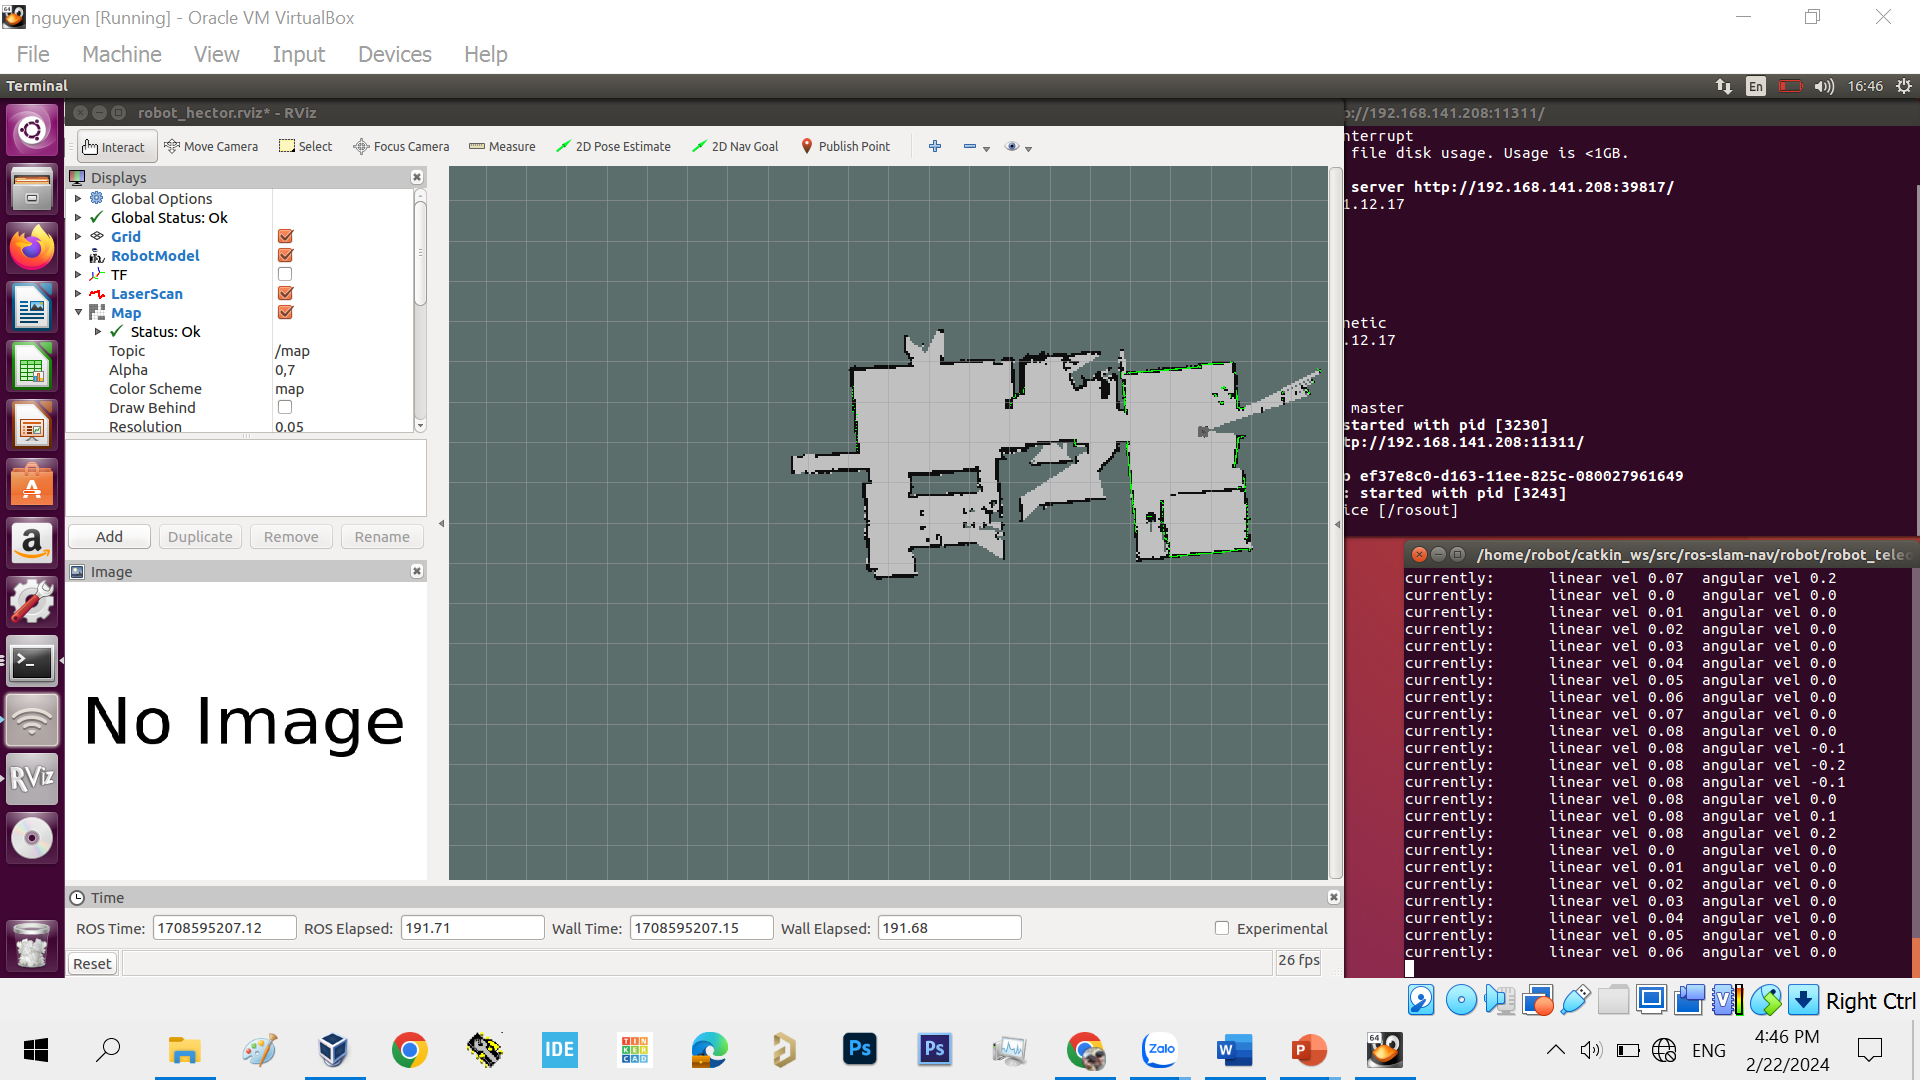 nguyen [Running] - Oracle VM VirtualBox
File Machine View Input Devices Help
Terminal
En
16:46
robot_hector.rviz* - RViz
Interact Move Camera Select Focus Camera Measure 2D Pose Estimate 2D Nav Goal Publish Point
Displays
Global Options
Global Status: Ok
Grid
RobotModel
TF
LaserScan
Map
Status: Ok
Topic /map
Alpha 0,7
Color Scheme map
Draw Behind
Resolution 0.05
Add Duplicate Remove Rename
Image
No Image
Time
ROS Time: 1708595207.12 ROS Elapsed: 191.71 Wall Time: 1708595207.15 Wall Elapsed: 191.68 Experimental
Reset
26 fps
RViz
://192.168.141.208:11311/
nterrupt
file disk usage. Usage is <1GB.
server http://192.168.141.208:39817/
1.12.17
netic
.12.17
master
started with pid [3230]
tp://192.168.141.208:11311/
ef37e8c0-d163-11ee-825c-080027961649
: started with pid [3243]
ice [/rosout]
/home/robot/catkin_ws/src/ros-slam-nav/robot/robot_teleo
currently: linear vel 0.07 angular vel 0.2
currently: linear vel 0.0 angular vel 0.0
currently: linear vel 0.01 angular vel 0.0
currently: linear vel 0.02 angular vel 0.0
currently: linear vel 0.03 angular vel 0.0
currently: linear vel 0.04 angular vel 0.0
currently: linear vel 0.05 angular vel 0.0
currently: linear vel 0.06 angular vel 0.0
currently: linear vel 0.07 angular vel 0.0
currently: linear vel 0.08 angular vel 0.0
currently: linear vel 0.08 angular vel -0.1
currently: linear vel 0.08 angular vel -0.2
currently: linear vel 0.08 angular vel -0.1
currently: linear vel 0.08 angular vel 0.0
currently: linear vel 0.08 angular vel 0.1
currently: linear vel 0.08 angular vel 0.2
currently: linear vel 0.0 angular vel 0.0
currently: linear vel 0.01 angular vel 0.0
currently: linear vel 0.02 angular vel 0.0
currently: linear vel 0.03 angular vel 0.0
currently: linear vel 0.04 angular vel 0.0
currently: linear vel 0.05 angular vel 0.0
currently: linear vel 0.06 angular vel 0.0
Right Ctrl
IDE
TIN
KER
CAD
Ps
Ps
Zalo
W
P
64
ENG
4:46 PM
2/22/2024